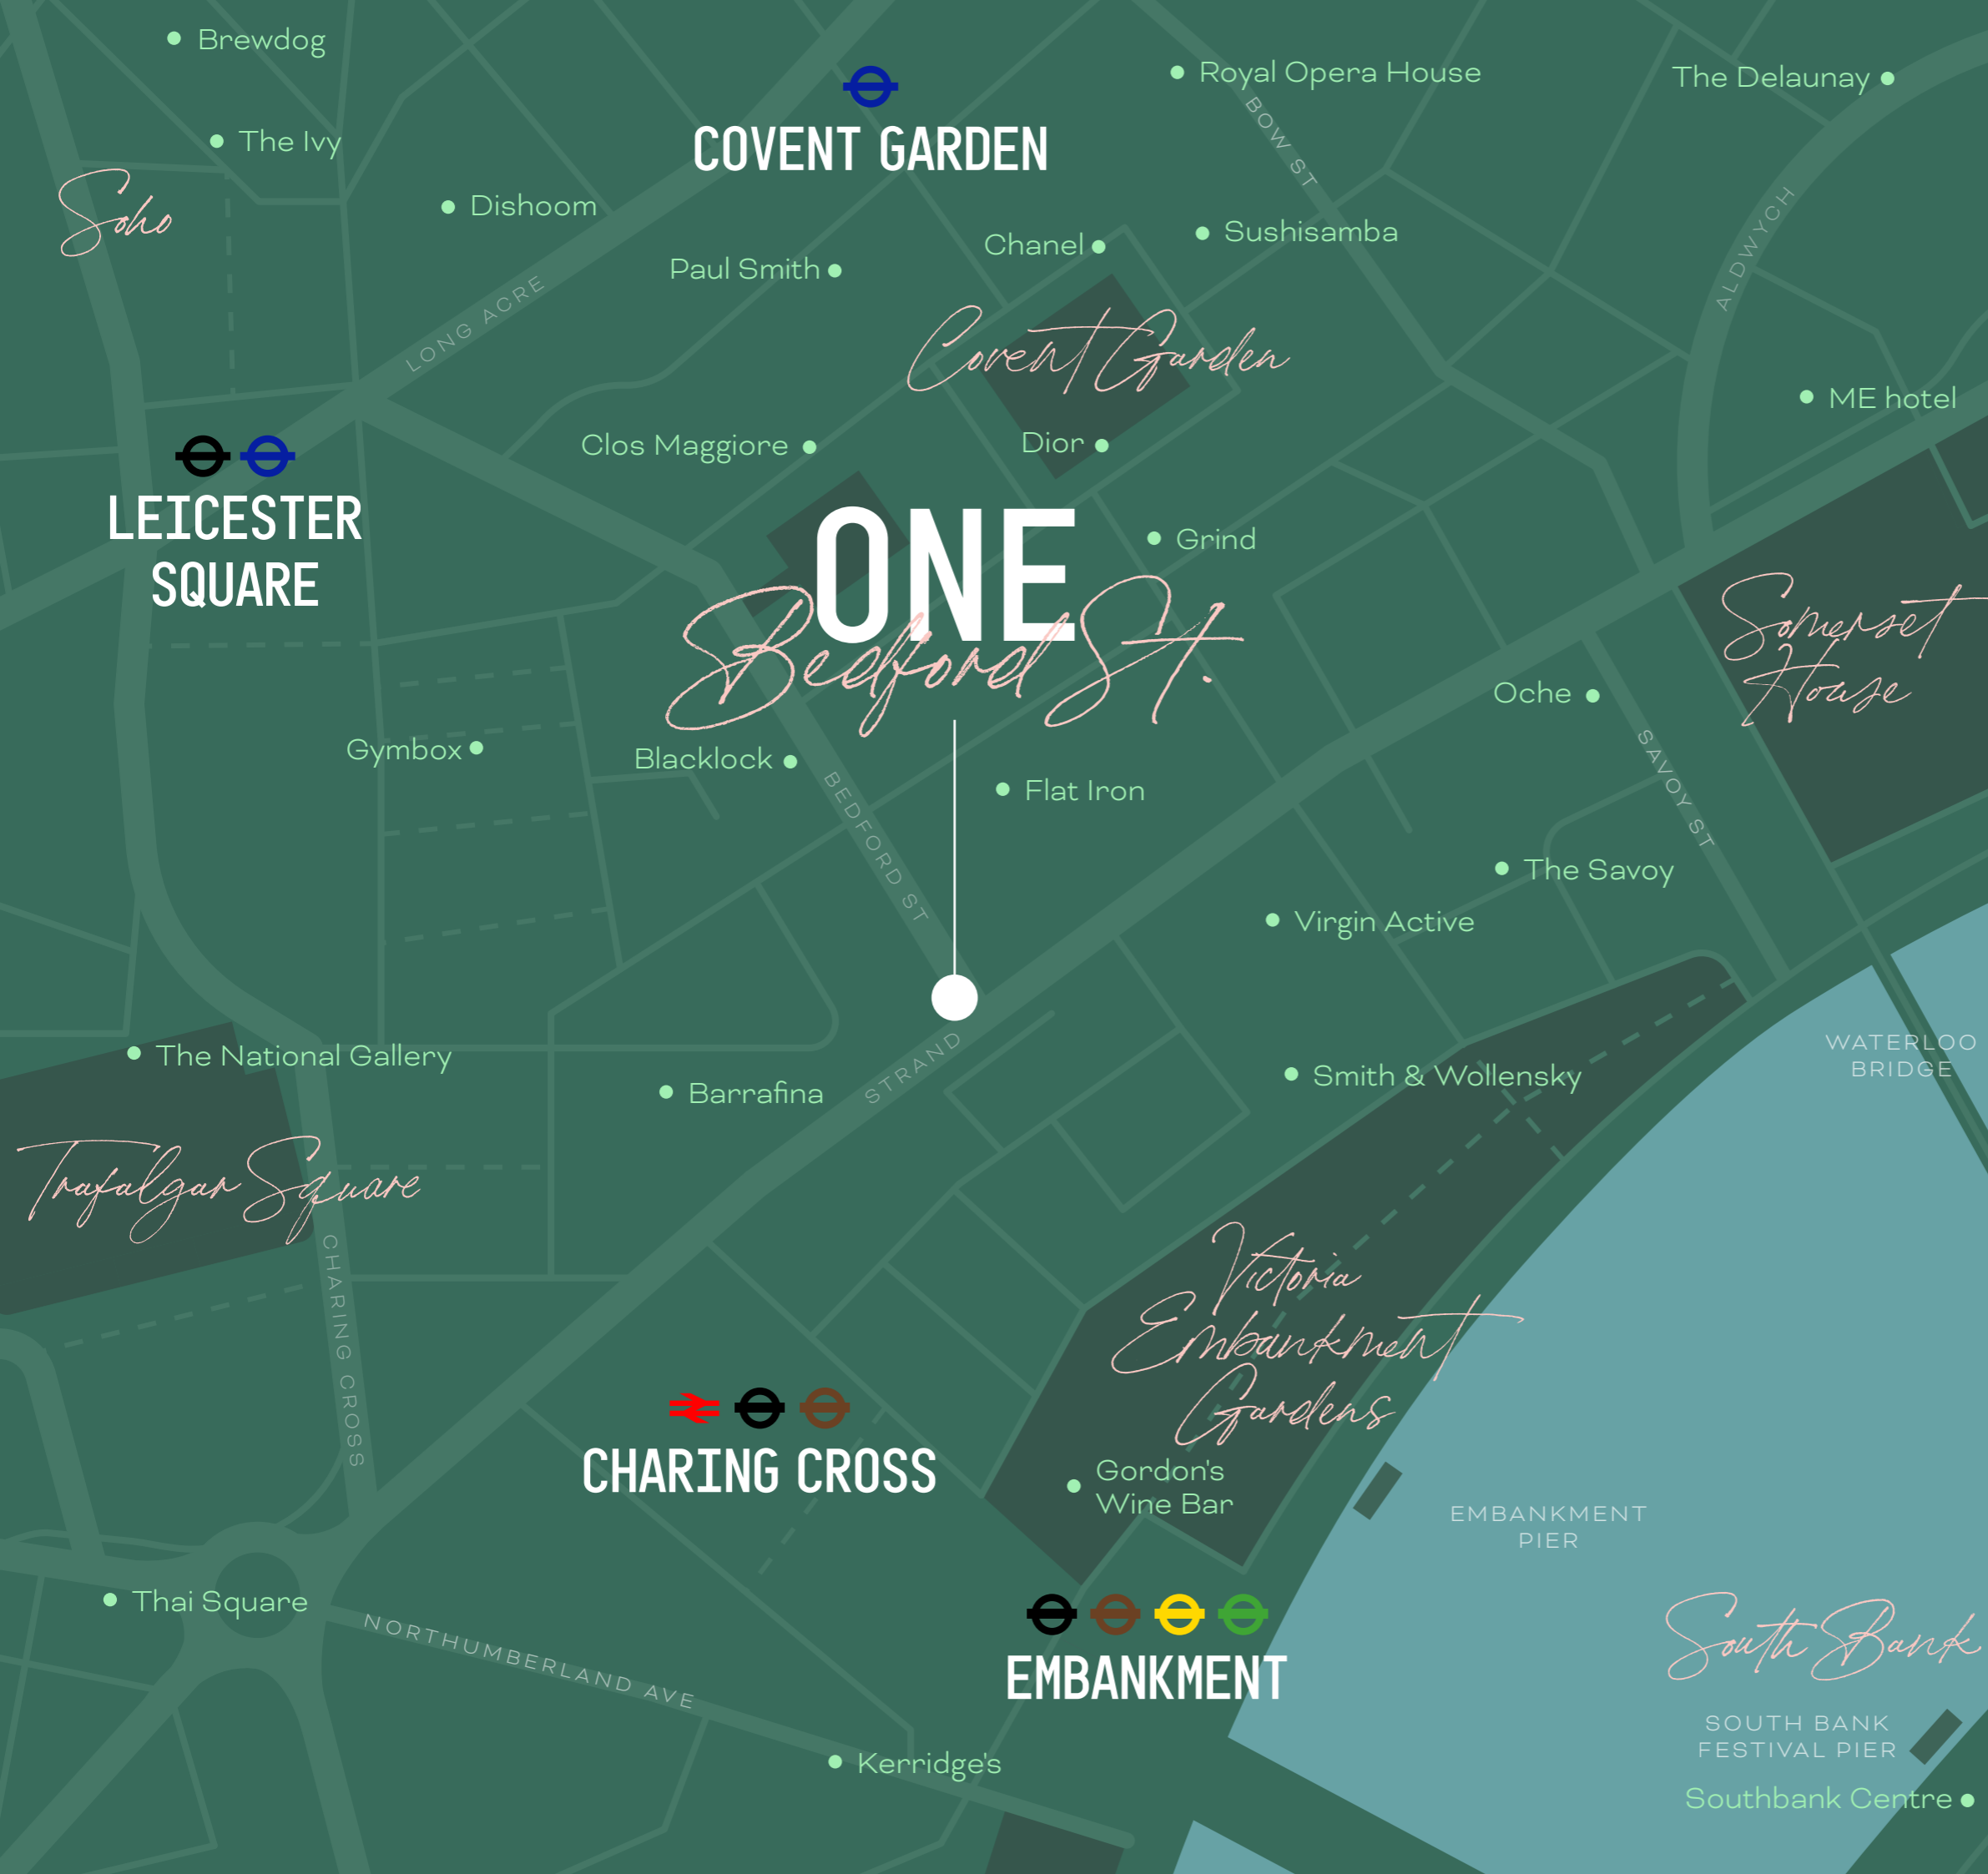 Brewdog
Royal Opera House
The Delaunay
The Ivy
COVENT GARDEN
BOW ST
Soho
Dishoom
Sushisamba
Chanel
Paul Smith
ALDWYCH
LONG ACRE
Covent Garden
ME hotel
Clos Maggiore
Dior
LEICESTER
SQUARE
ONE
Bedford St.
Grind
Somerset
House
Oche
Gymbox
Blacklock
Flat Iron
BEDFORD ST
SAVOY ST
The Savoy
Virgin Active
The National Gallery
STRAND
Barrafina
Smith & Wollensky
WATERLOO
BRIDGE
Trafalgar Square
CHARING CROSS
Victoria
Embankment
Gardens
CHARING CROSS
Gordon's
Wine Bar
EMBANKMENT
PIER
Thai Square
NORTHUMBERLAND AVE
EMBANKMENT
South Bank
SOUTH BANK
FESTIVAL PIER
Kerridge's
Southbank Centre